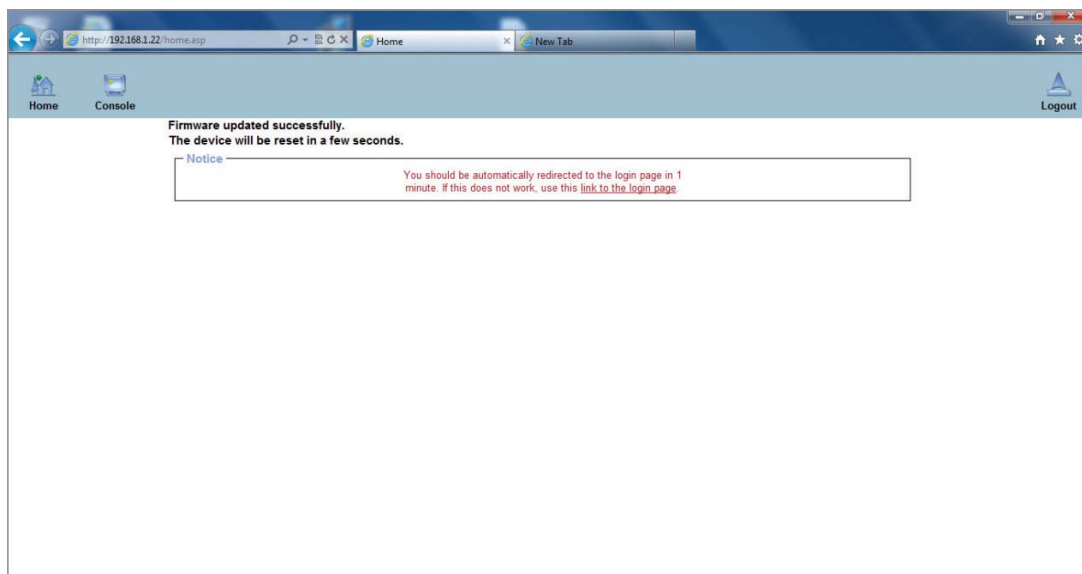 http://192.168.1.22/home.asp
Home
New Tab
Home
Console
Logout
Firmware updated successfully.
The device will be reset in a few seconds.
Notice
You should be automatically redirected to the login page in 1
minute. If this does not work, use this link to the login page.